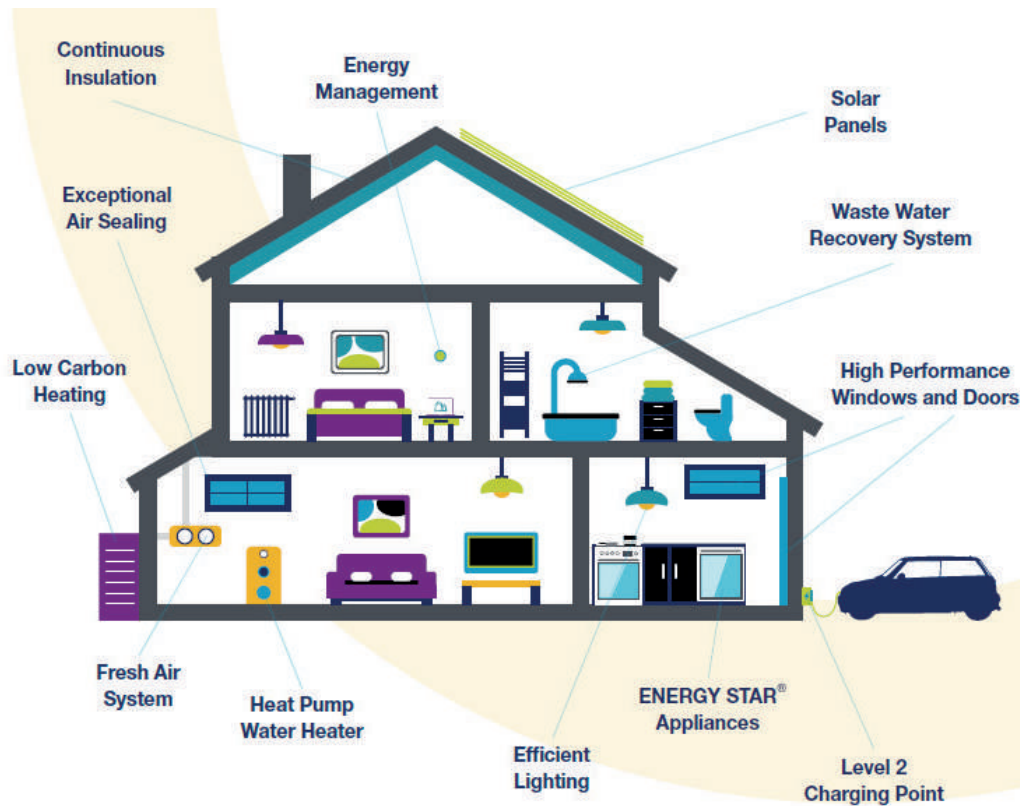 Continuous
Insulation
Energy
Management
Solar
Panels
Exceptional
Air Sealing
Waste Water
Recovery System
Low Carbon
Heating
High Performance
Windows and Doors
Fresh Air
System
Heat Pump
Water Heater
ENERGY STAR®
Appliances
Efficient
Lighting
Level 2
Charging Point